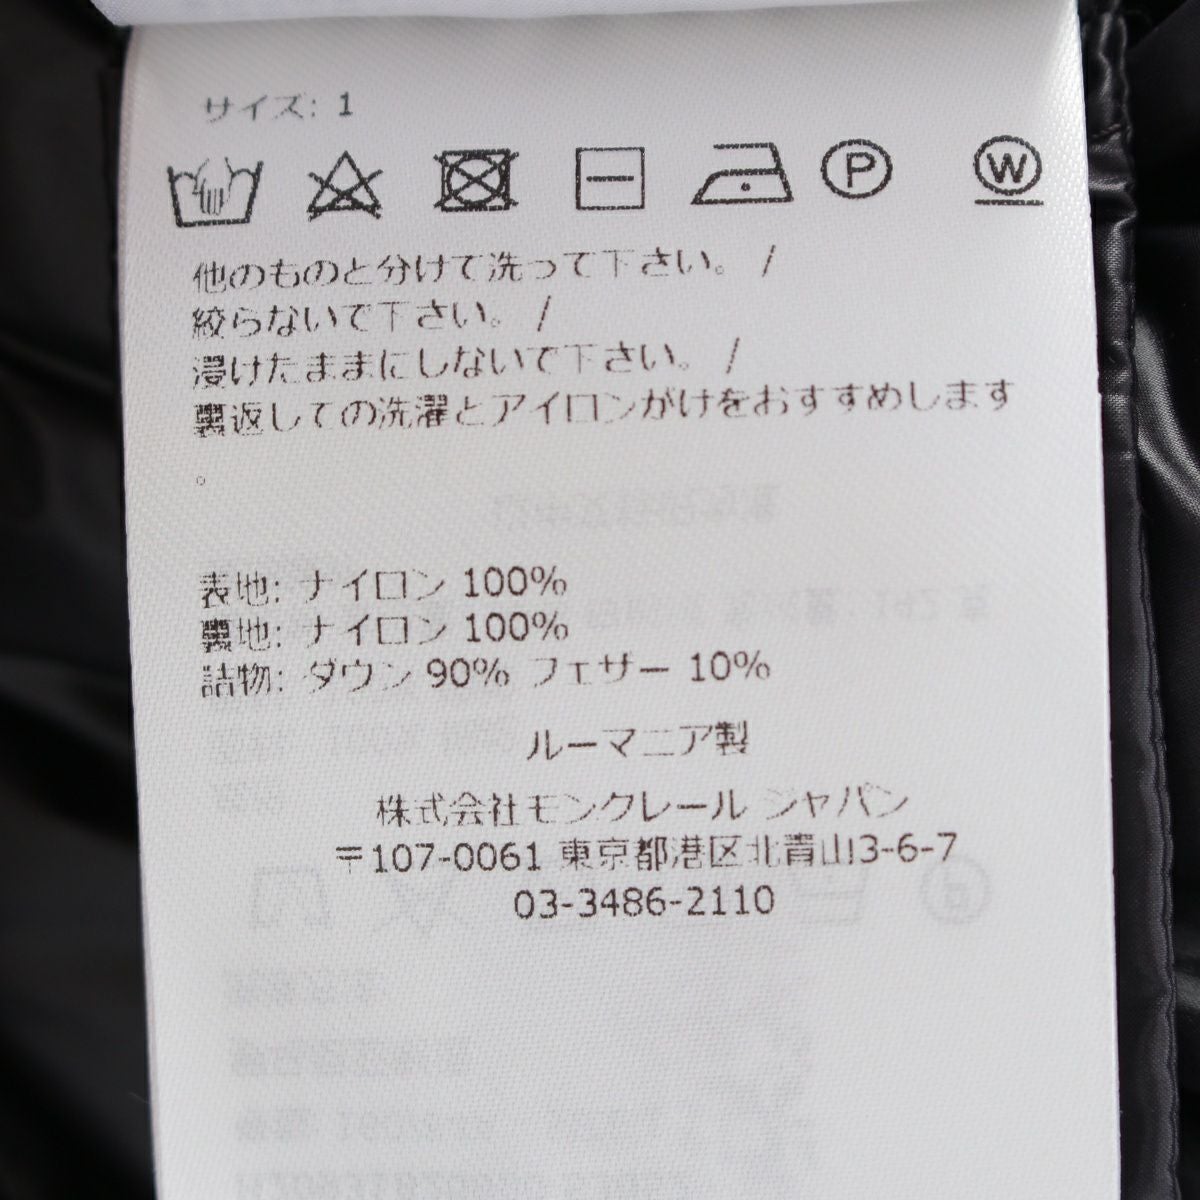 サイズ: 1
P W
他のものと分けて洗って下さい。 /
絞らないで下さい。 /
浸けたままにしないで下さい。 /
裏返しての洗濯とアイロンがけをおすすめします
。
表地: ナイロン 100%
裏地: ナイロン 100%
詰物: ダウン 90% フェザー 10%
ルーマニア製
株式会社モンクレール ジャパン
〒107-0061 東京都港区北青山3-6-7
03-3486-2110